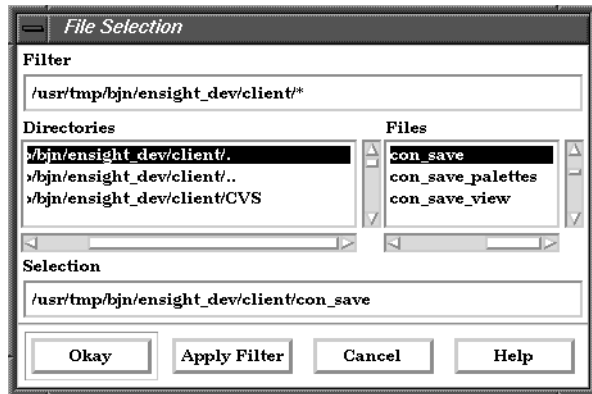 File Selection
Filter
/usr/tmp/bjn/ensight_dev/client/*
Directories
/bjn/ensight_dev/client/.
/bjn/ensight_dev/client/..
/bjn/ensight_dev/client/CVS
Files
con_save
con_save_palettes
con_save_view
Selection
/usr/tmp/bjn/ensight_dev/client/con_save
Okay
Apply Filter
Cancel
Help